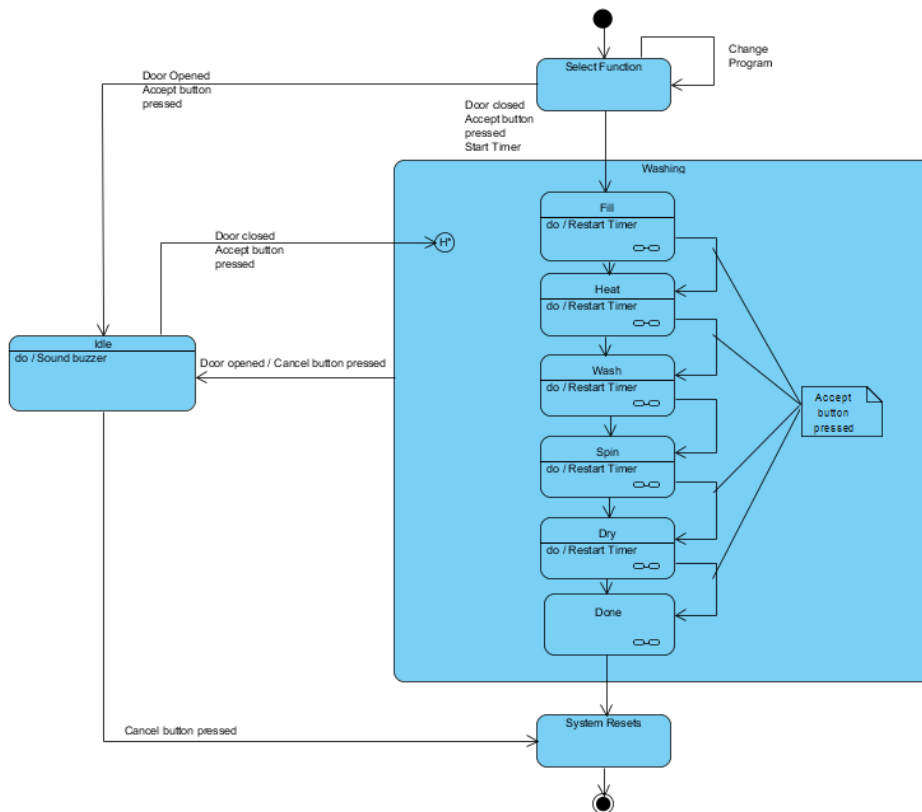 Select Function
Change
Program
Door Opened
Accept button
pressed
Door closed
Accept button
pressed
Start Timer
Washing
Fill
do / Restart Timer
Door closed
Accept button
pressed
H*
Heat
do / Restart Timer
Idle
do / Sound buzzer
Door opened / Cancel button pressed
Wash
do / Restart Timer
Accept
button
pressed
Spin
do / Restart Timer
Dry
do / Restart Timer
Done
System Resets
Cancel button pressed